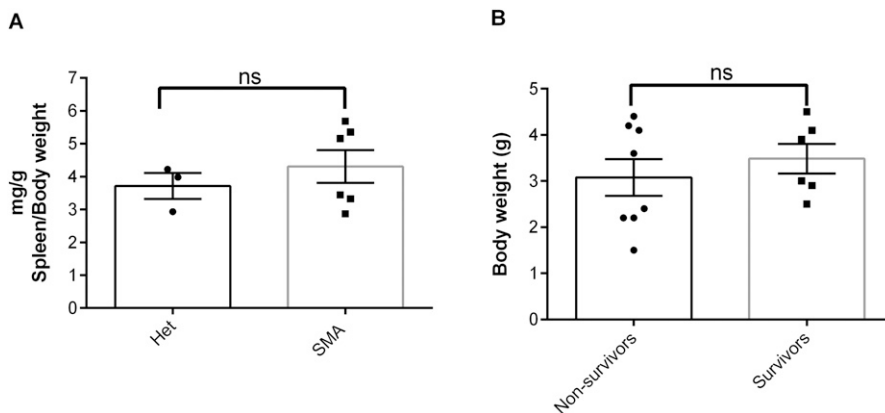 A
ns
mg/g
Spleen/Body weight
7
6
5
4
3
2
1
0
Het
SMA
B
ns
Body weight (g)
5
4
3
2
1
0
Non-survivors
Survivors